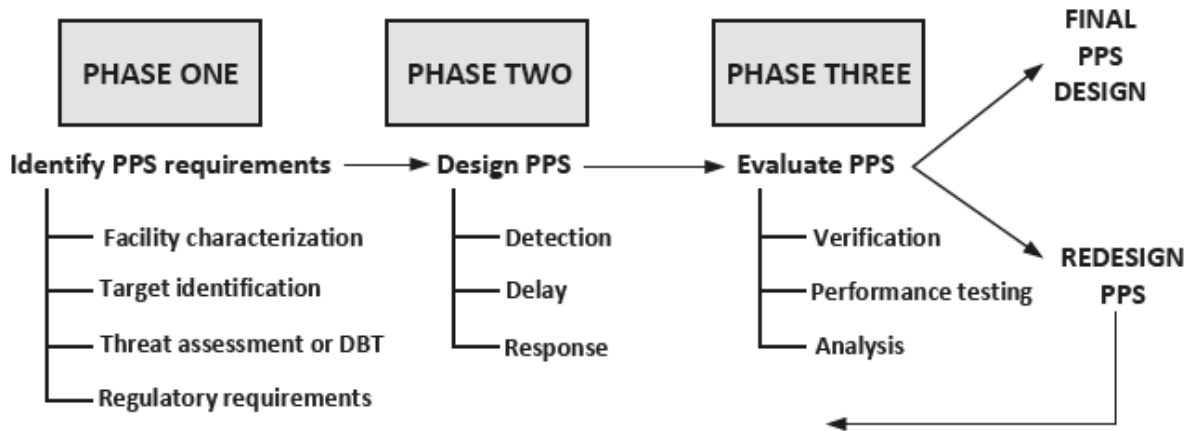 PHASE ONE
PHASE TWO
PHASE THREE
FINAL
PPS
DESIGN
Identify PPS requirements
Design PPS
Evaluate PPS
Facility characterization
Target identification
Threat assessment or DBT
Regulatory requirements
Detection
Delay
Response
Verification
Performance testing
Analysis
REDESIGN
PPS